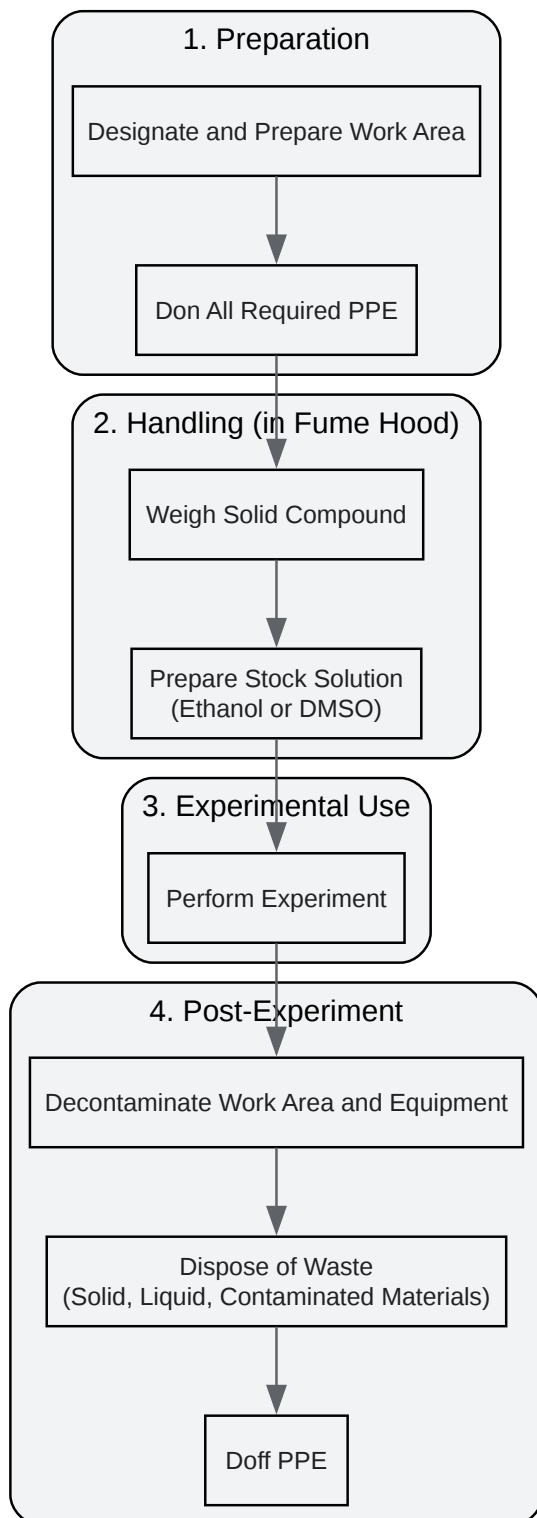 1. Preparation
Designate and Prepare Work Area
Don All Required PPE
2. Handling (in Fume Hood)
Weigh Solid Compound
Prepare Stock Solution
(Ethanol or DMSO)
3. Experimental Use
Perform Experiment
4. Post-Experiment
Decontaminate Work Area and Equipment
Dispose of Waste
(Solid, Liquid, Contaminated Materials)
Doff PPE